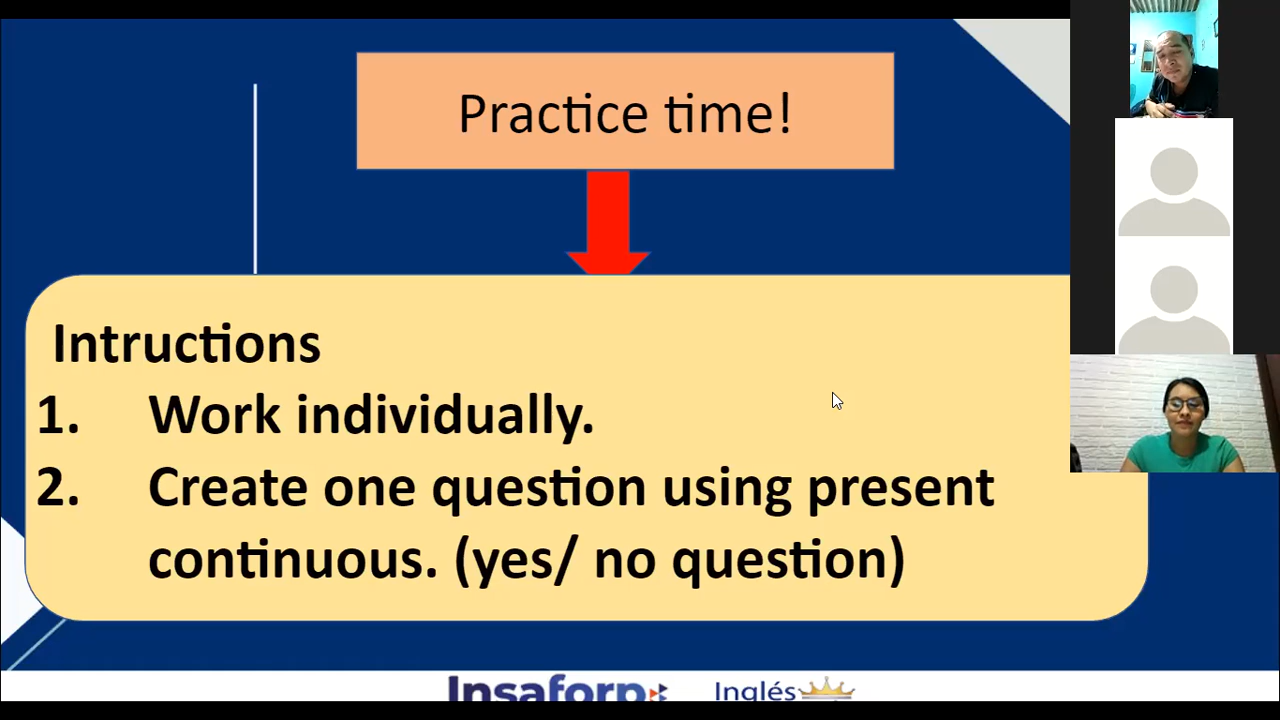 Practice time!
Intructions
1. Work individually.
2. Create one question using present
continuous. (yes/ no question)
Insaforp
Inglés